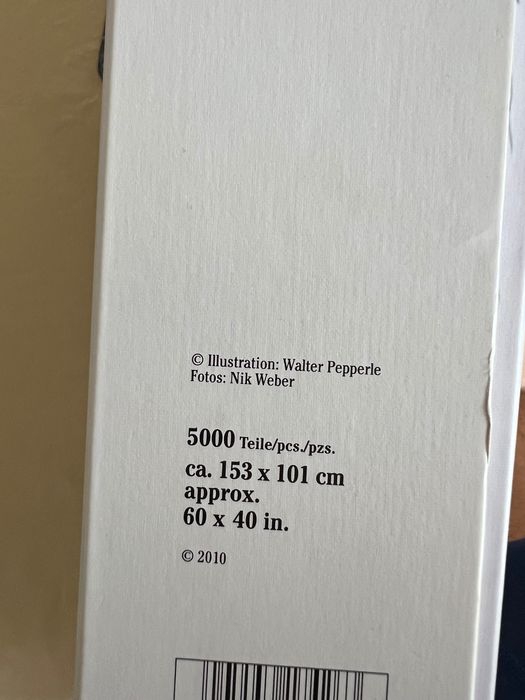 © Illustration: Walter Pepperle
Fotos: Nik Weber
5000 Teile/pcs./pzs.
ca. 153 x 101 cm
approx.
60 x 40 in.
© 2010